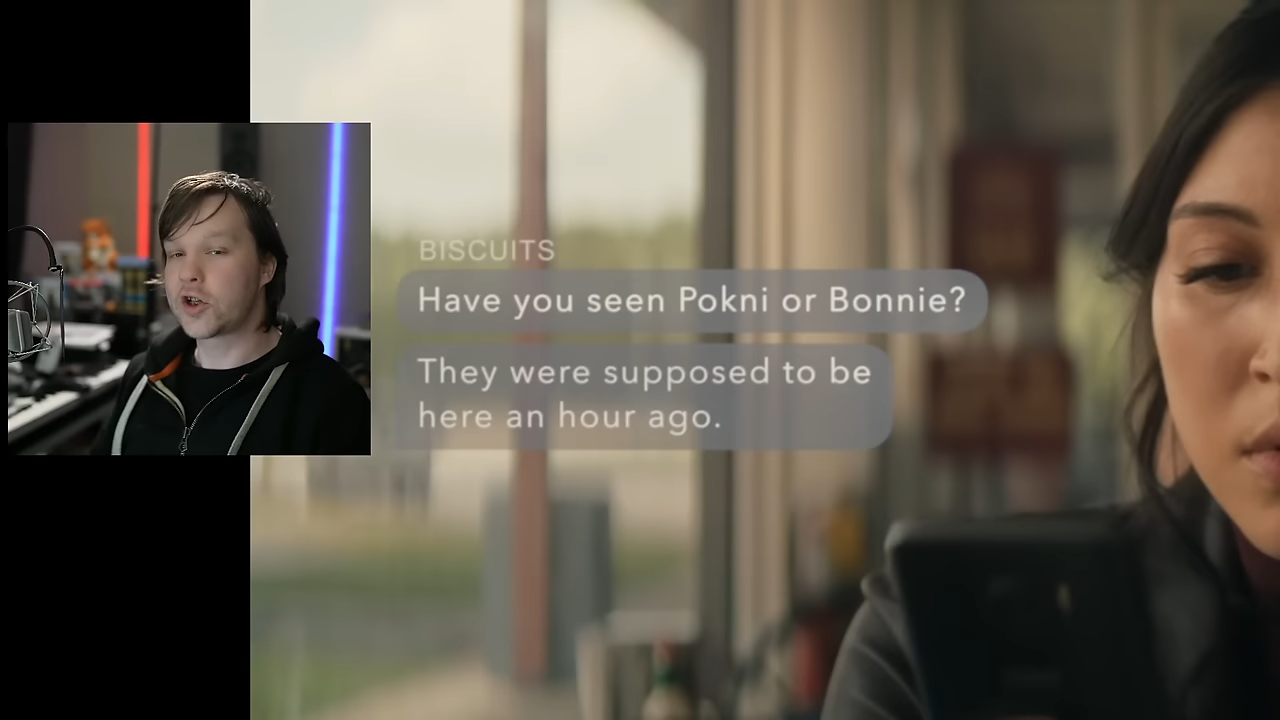 BISCUITS
Have you seen Pokni or Bonnie?
They were supposed to be
here an hour ago.